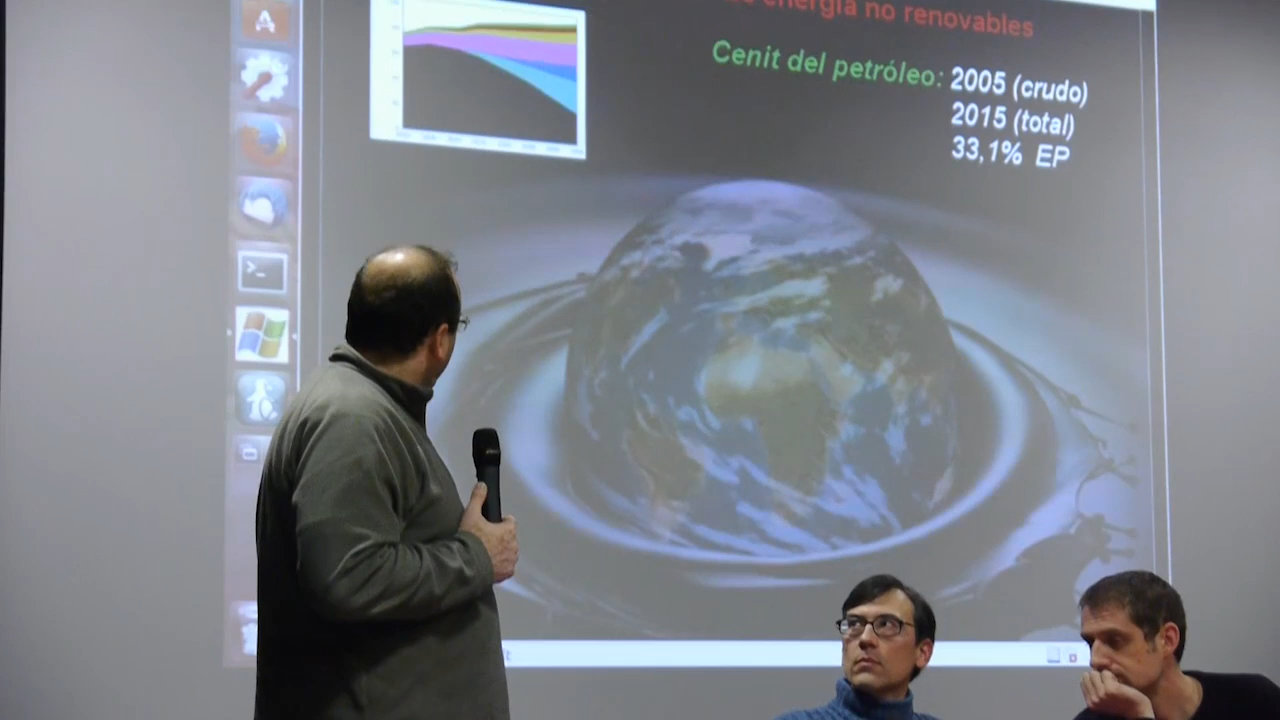 energía no renovables
Cenit del petróleo: 2005 (crudo)
2015 (total)
33,1% EP